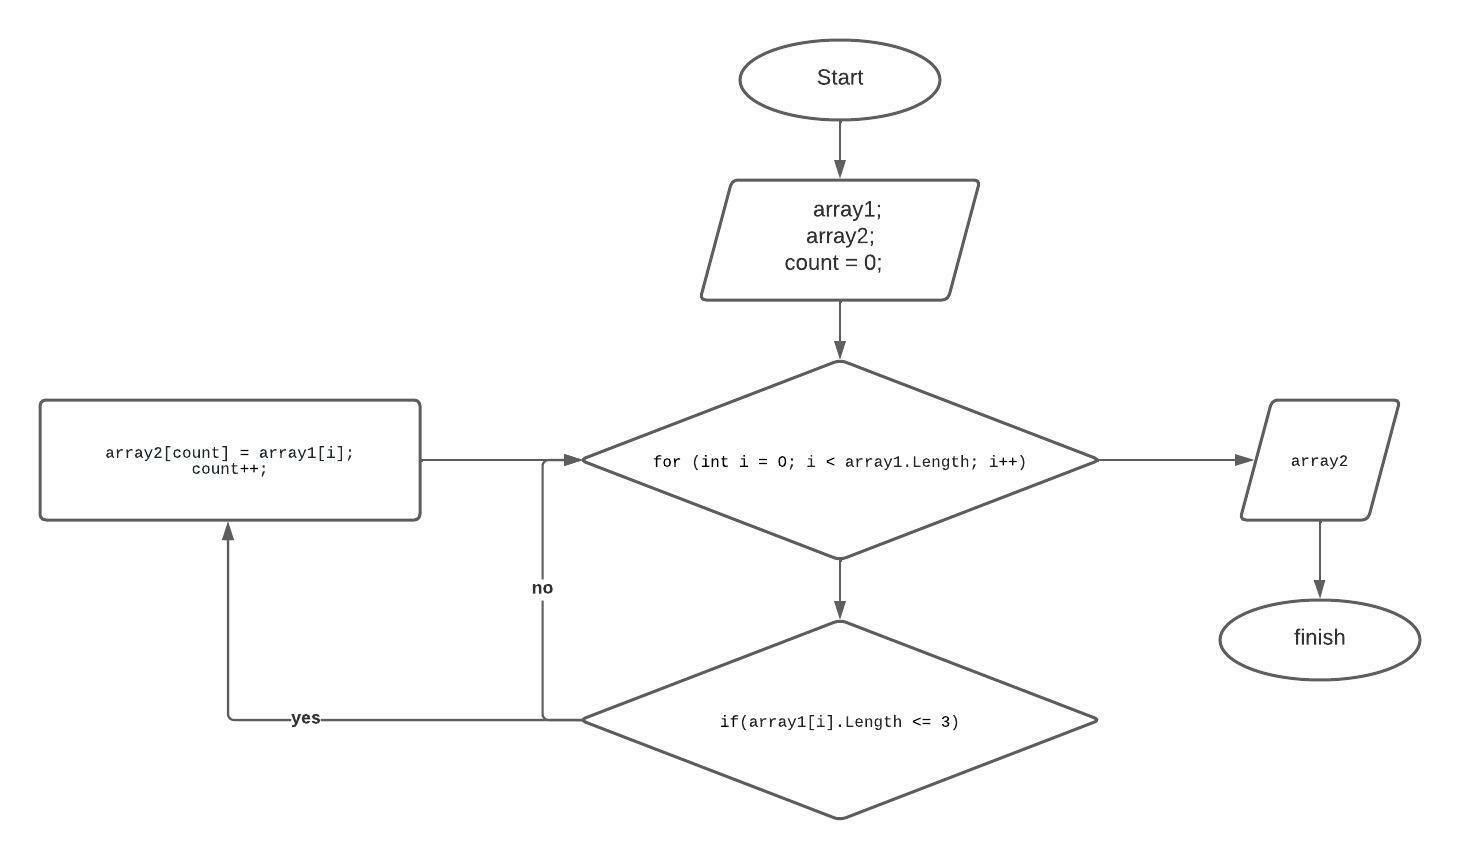 Start
array1;
array2;
count = 0;
array2[count] = array1[i];
count++;
for (int i = 0; i < array1.Length; i++)
array2
no
finish
yes
if(array1[i].Length <= 3)